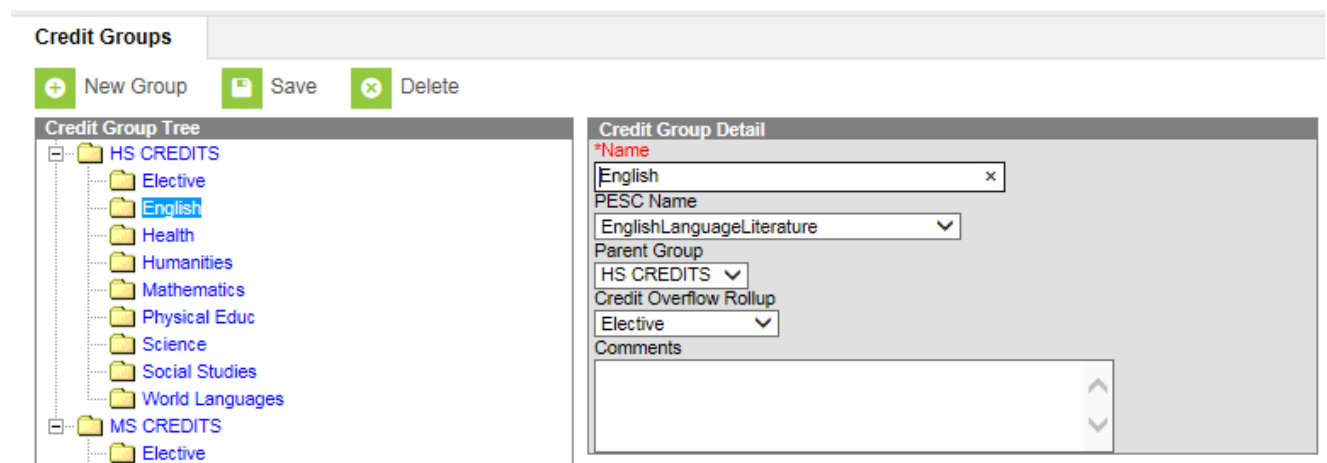 Credit Groups
New Group Save Delete
Credit Group Tree
HS CREDITS
Elective
English
Health
Humanities
Mathematics
Physical Educ
Science
Social Studies
World Languages
MS CREDITS
Elective
Credit Group Detail
*Name
English
PESC Name
EnglishLanguageLiterature
Parent Group
HS CREDITS
Credit Overflow Rollup
Elective
Comments